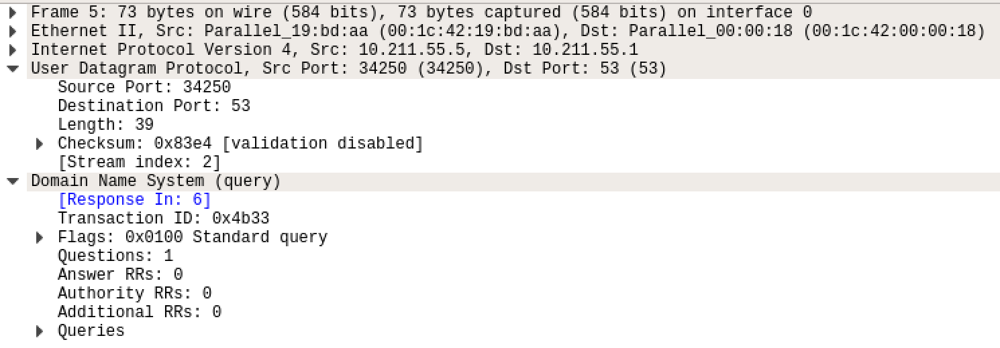 Frame 5: 73 bytes on wire (584 bits), 73 bytes captured (584 bits) on interface 0
Ethernet II, Src: Parallel_19:bd:aa (00:1c:42:19:bd:aa), Dst: Parallel_00:00:18 (00:1c:42:00:00:18)
Internet Protocol Version 4, Src: 10.211.55.5, Dst: 10.211.55.1
User Datagram Protocol, Src Port: 34250 (34250), Dst Port: 53 (53)
Source Port: 34250
Destination Port: 53
Length: 39
Checksum: 0x83e4 [validation disabled]
[Stream index: 2]
Domain Name System (query)
[Response In: 6]
Transaction ID: 0x4b33
Flags: 0x0100 Standard query
Questions: 1
Answer RRs: 0
Authority RRs: 0
Additional RRs: 0
Queries